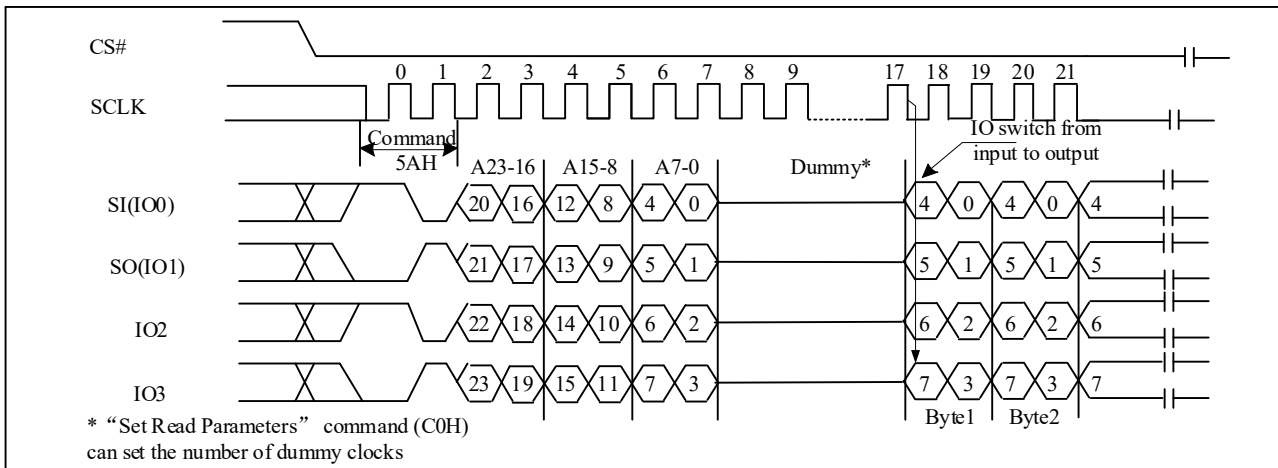 CS#
0 1 2 3 4 5 6 7 8 9 17 18 19 20 21
SCLK
Command
5AH
IO switch from
input to output
A23-16 A15-8 A7-0 Dummy*
SI(IO0) 20 16 12 8 4 0 4 0 4 0 4
SO(IO1) 21 17 13 9 5 1 5 1 5 1 5
IO2 22 18 14 10 6 2 6 2 6 2 6
IO3 23 19 15 11 7 3 7 3 7 3 7
Byte1 Byte2
* “Set Read Parameters” command (C0H)
can set the number of dummy clocks